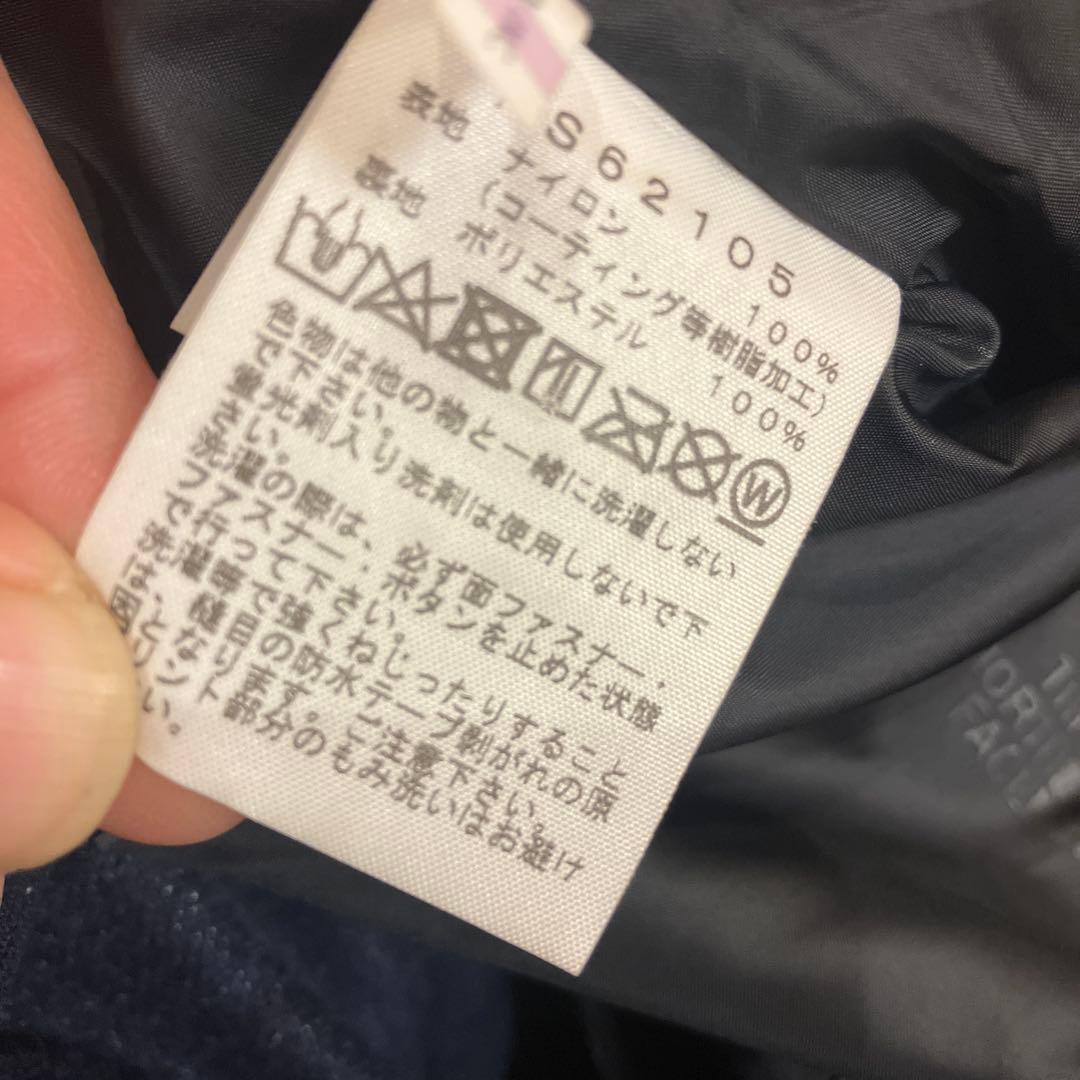 S62105
表地 ナイロン 100%
(コーティング等樹脂加工)
裏地 ポリエステル 100%
W
色物は他の物と一緒に洗濯しない
で下さい。
蛍光剤入り洗剤は使用しないで下
さい。
洗濯の際は、必ず面ファスナー・
ファスナー・ボタンを止めた状態
で行って下さい。
洗濯等で強くねじったりすること
は、縫目の防水テープ剥がれの原
因となります。ご注意下さい。
プリント部分のもみ洗いはお避け
い。
NORTH
FACE